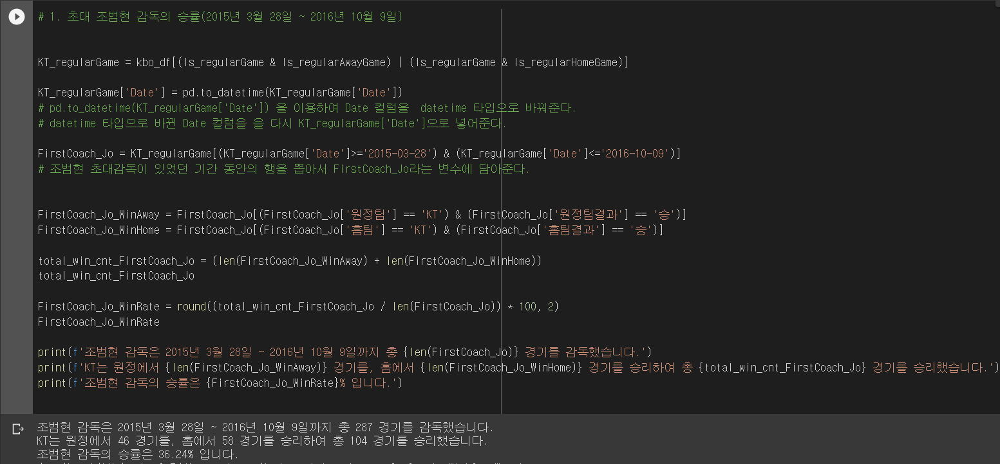 # 1. 초대 조범현 감독의 승률(2015년 3월 28일 ~ 2016년 10월 9일)
KT_regularGame = kbo_df[(Is_regularGame & Is_regularAwayGame) | (Is_regularGame & Is_regularHomeGame)]
KT_regularGame['Date'] = pd.to_datetime(KT_regularGame['Date'])
# pd.to_datetime(KT_regularGame['Date']) 을 이용하여 Date 컬럼을  datetime 타입으로 바꿔준다.
# datetime 타입으로 바뀐 Date 컬럼을 을 다시 KT_regularGame['Date']으로 넣어준다.
FirstCoach_Jo = KT_regularGame[(KT_regularGame['Date']>='2015-03-28') & (KT_regularGame['Date']<='2016-10-09')]
# 조범현 초대감독이 있었던 기간 동안의 행을 뽑아서 FirstCoach_Jo라는 변수에 담아준다.
FirstCoach_Jo_WinAway = FirstCoach_Jo[(FirstCoach_Jo['원정팀'] == 'KT') & (FirstCoach_Jo['원정팀결과'] == '승')]
FirstCoach_Jo_WinHome = FirstCoach_Jo[(FirstCoach_Jo['홈팀'] == 'KT') & (FirstCoach_Jo['홈팀결과'] == '승')]
total_win_cnt_FirstCoach_Jo = (len(FirstCoach_Jo_WinAway) + len(FirstCoach_Jo_WinHome))
total_win_cnt_FirstCoach_Jo
FirstCoach_Jo_WinRate = round((total_win_cnt_FirstCoach_Jo / len(FirstCoach_Jo)) * 100, 2)
FirstCoach_Jo_WinRate
print(f'조범현 감독은 2015년 3월 28일 ~ 2016년 10월 9일까지 총 {len(FirstCoach_Jo)} 경기를 감독했습니다.')
print(f'KT는 원정에서 {len(FirstCoach_Jo_WinAway)} 경기를, 홈에서 {len(FirstCoach_Jo_WinHome)} 경기를 승리하여 총 {total_win_cnt_FirstCoach_Jo} 경기를 승리했습니다.')
print(f'조범현 감독의 승률은 {FirstCoach_Jo_WinRate}% 입니다.')
조범현 감독은 2015년 3월 28일 ~ 2016년 10월 9일까지 총 287 경기를 감독했습니다.
KT는 원정에서 46 경기를, 홈에서 58 경기를 승리하여 총 104 경기를 승리했습니다.
조범현 감독의 승률은 36.24% 입니다.